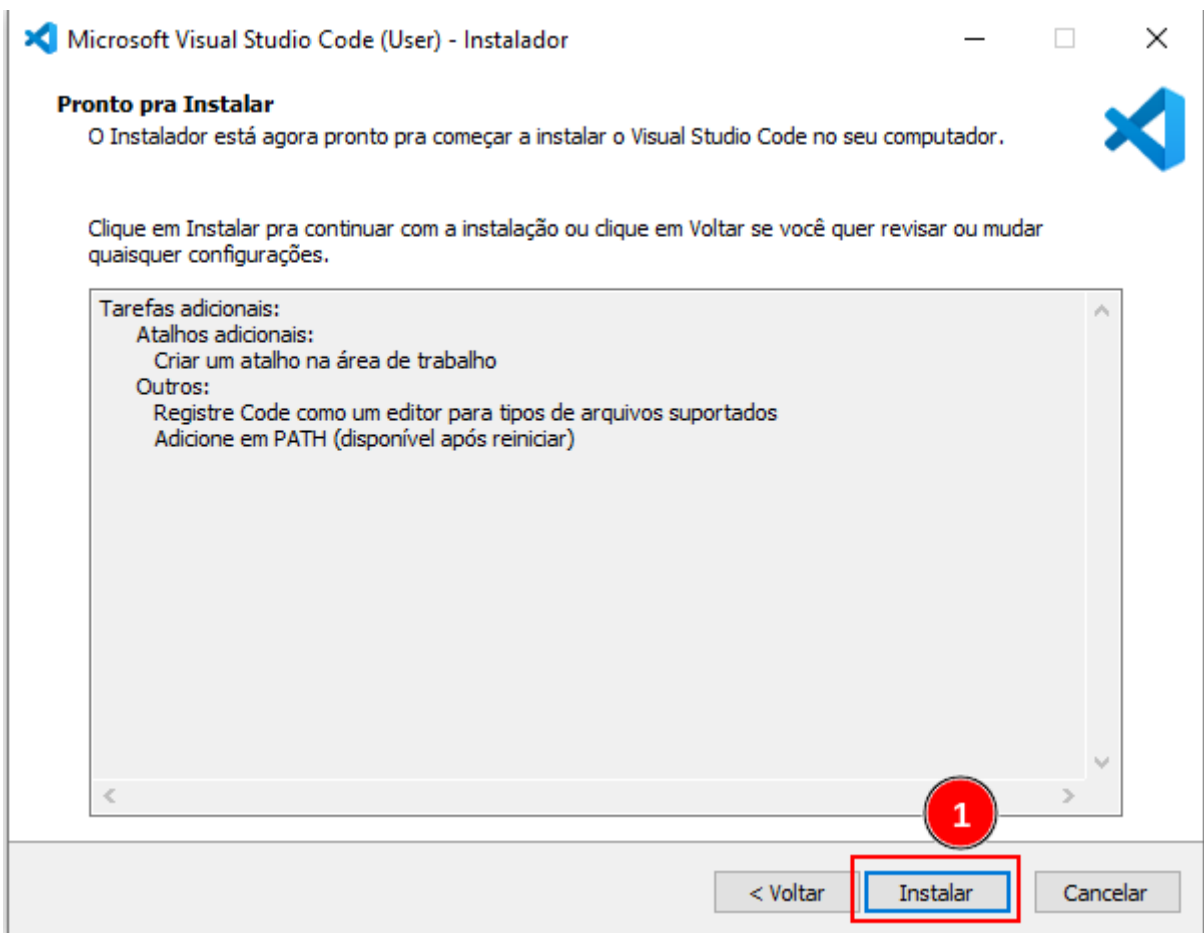 Microsoft Visual Studio Code (User) - Instalador
Pronto pra Instalar
O Instalador está agora pronto pra começar a instalar o Visual Studio Code no seu computador.
Clique em Instalar pra continuar com a instalação ou clique em Voltar se você quer revisar ou mudar
quaisquer configurações.
Tarefas adicionais:
Atalhos adicionais:
Criar um atalho na área de trabalho
Outros:
Registre Code como um editor para tipos de arquivos suportados
Adicione em PATH (disponível após reiniciar)
1
< Voltar
Instalar
Cancelar